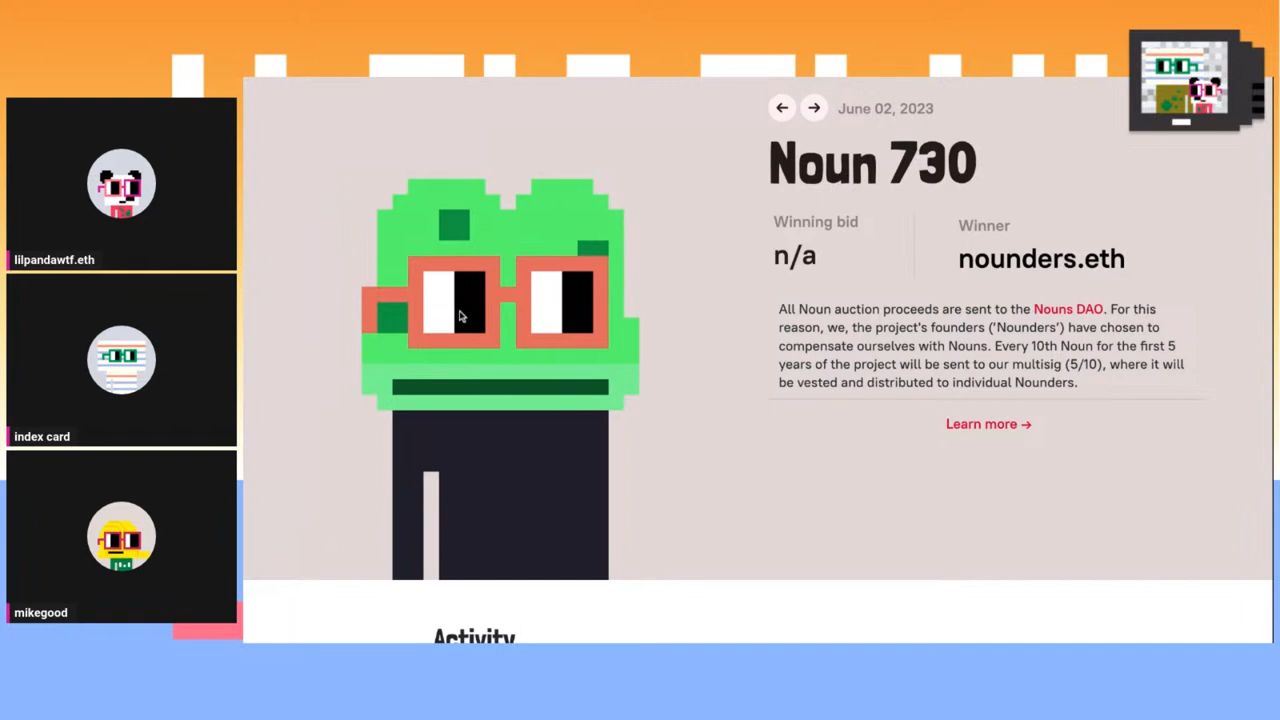 lilpandawtf.eth
index card
mikegood
June 02, 2023
Noun 730
Winning bid
n/a
Winner
nounders.eth
All Noun auction proceeds are sent to the Nouns DAO. For this
reason, we, the project's founders (‘Nounders’) have chosen to
compensate ourselves with Nouns. Every 10th Noun for the first 5
years of the project will be sent to our multisig (5/10), where it will
be vested and distributed to individual Nounders.
Learn more →
Activity